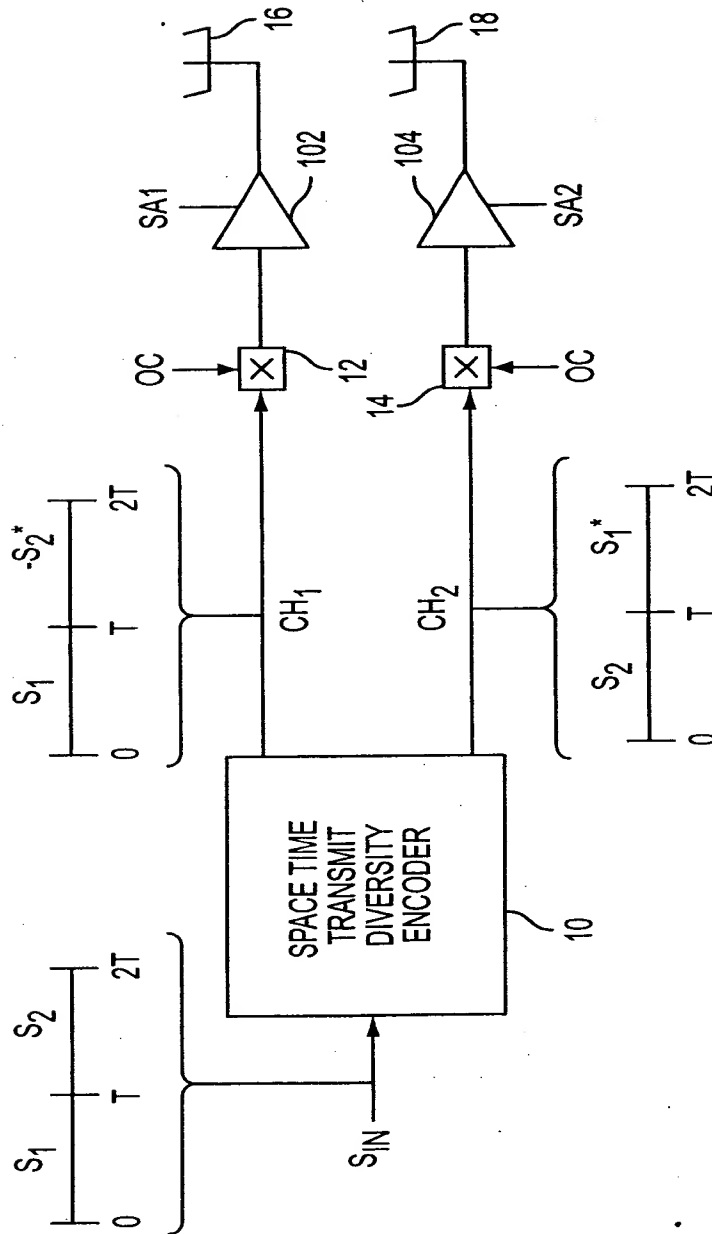 S1 S2
0 T 2T
SIN
SPACE TIME
TRANSMIT
DIVERSITY
ENCODER
10
S1 -S2*
0 T 2T
CH1
CH2
S2 S1*
0 T 2T
OC
12
14
OC
SA1
102
104
SA2
16
18